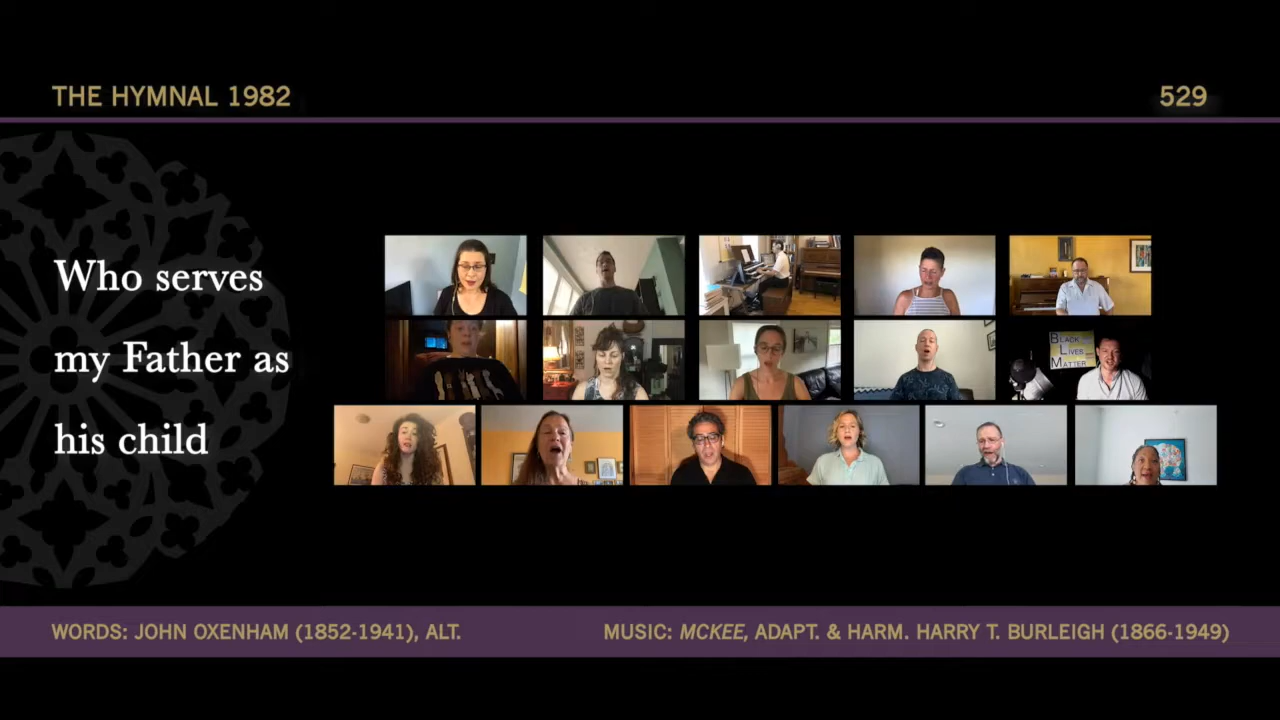 THE HYMNAL 1982
529
Who serves
my Father as
his child
BLACK
LIVES
MATTER
WORDS: JOHN OXENHAM (1852-1941), ALT.
MUSIC: MCKEE, ADAPT. & HARM. HARRY T. BURLEIGH (1866-1949)